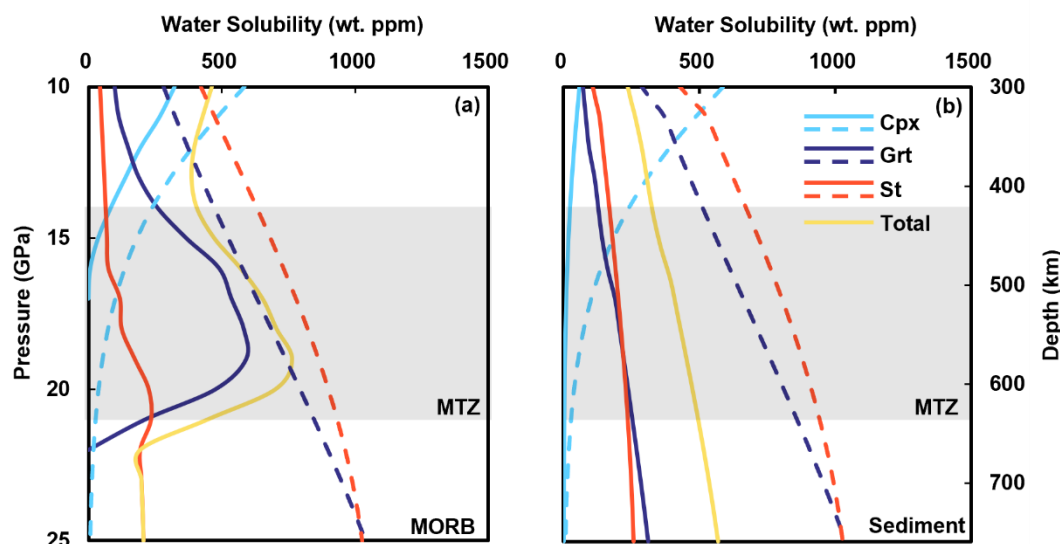 Water Solubility (wt. ppm)
Water Solubility (wt. ppm)
0 500 1000 1500
0 500 1000 1500
10
15
20
25
Pressure (GPa)
(a)
MTZ
MORB
(b)
Cpx
Grt
St
Total
MTZ
Sediment
300
400
500
600
700
Depth (km)